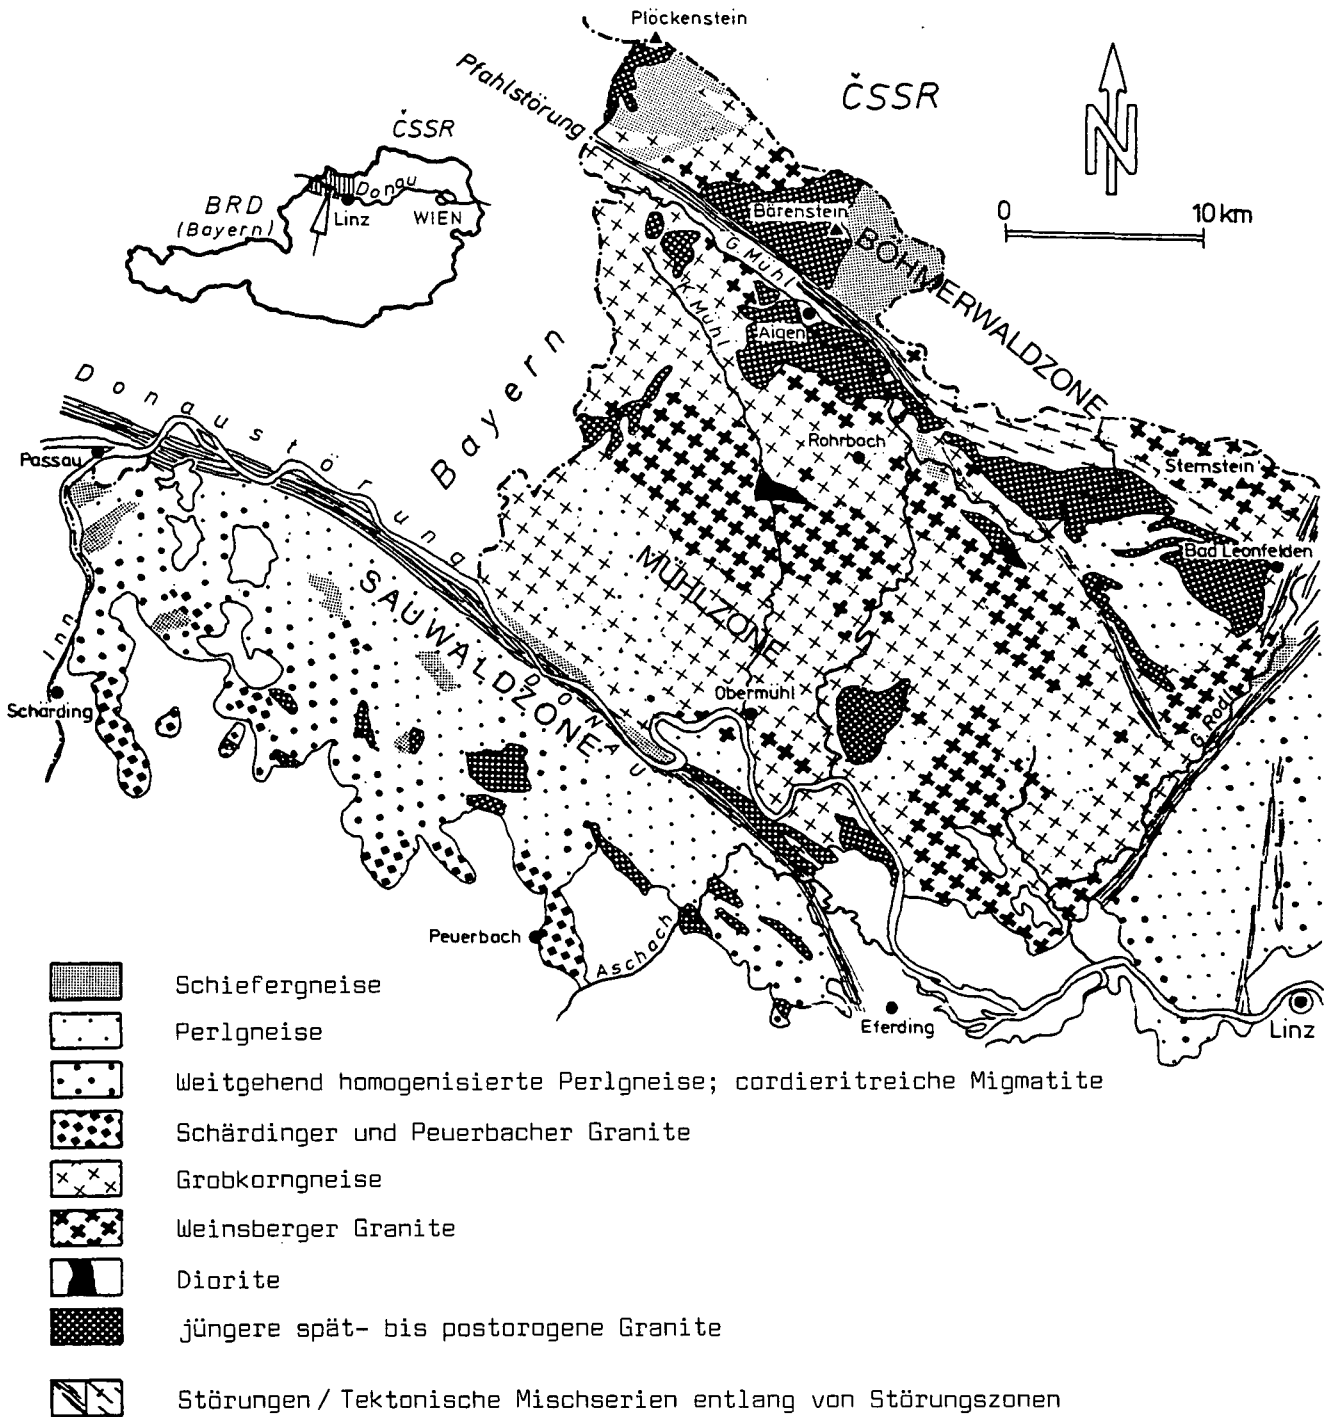 Plöckenstein
Pfahlstörung
ČSSR
N
ČSSR
Donau
BRD
(Bayern)
Linz
WIEN
0 10 km
Bärenstein
G. Mühl
BÖHMERWALDZONE
K. Mühl
Aigen
Bayern
Donaustörung
Rohrbach
Passau
Sternstein
Bad Leonfelden
MÜHLZONE
SAUWALDZONE
Inn
DONAU
Obermühl
Schärding
G. Rodl
Peuerbach
Aschach
Eferding
Linz
Schiefergneise
Perlgneise
Weitgehend homogenisierte Perlgneise; cordieritreiche Migmatite
Schärdinger und Peuerbacher Granite
Grobkorngneise
Weinsberger Granite
Diorite
jüngere spät- bis postorogene Granite
Störungen / Tektonische Mischserien entlang von Störungszonen